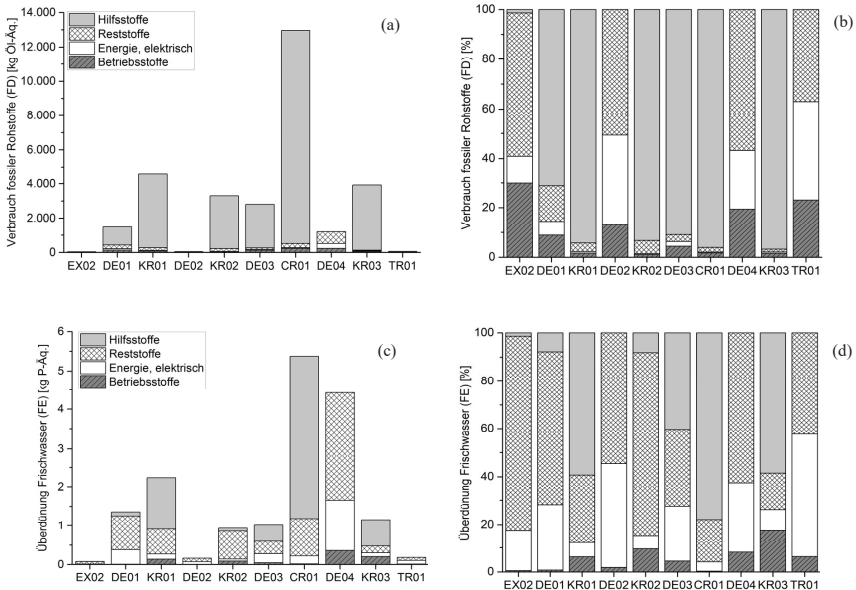 (a)
Hilfsstoffe
Reststoffe
Energie, elektrisch
Betriebsstoffe
Verbrauch fossiler Rohstoffe (FD) [kg Öl-Äq.]
14.000
12.000
10.000
8.000
6.000
4.000
2.000
0
EX02 DE01 KR01 DE02 KR02 DE03 CR01 DE04 KR03 TR01
(b)
Verbrauch fossiler Rohstoffe (FD) [%]
100
80
60
40
20
0
EX02 DE01 KR01 DE02 KR02 DE03 CR01 DE04 KR03 TR01
(c)
Hilfsstoffe
Reststoffe
Energie, elektrisch
Betriebsstoffe
Überdünung Frischwasser (FE) [kg P-Äq.]
6
5
4
3
2
1
0
EX02 DE01 KR01 DE02 KR02 DE03 CR01 DE04 KR03 TR01
(d)
Überdünung Frischwasser (FE) [%]
100
80
60
40
20
0
EX02 DE01 KR01 DE02 KR02 DE03 CR01 DE04 KR03 TR01